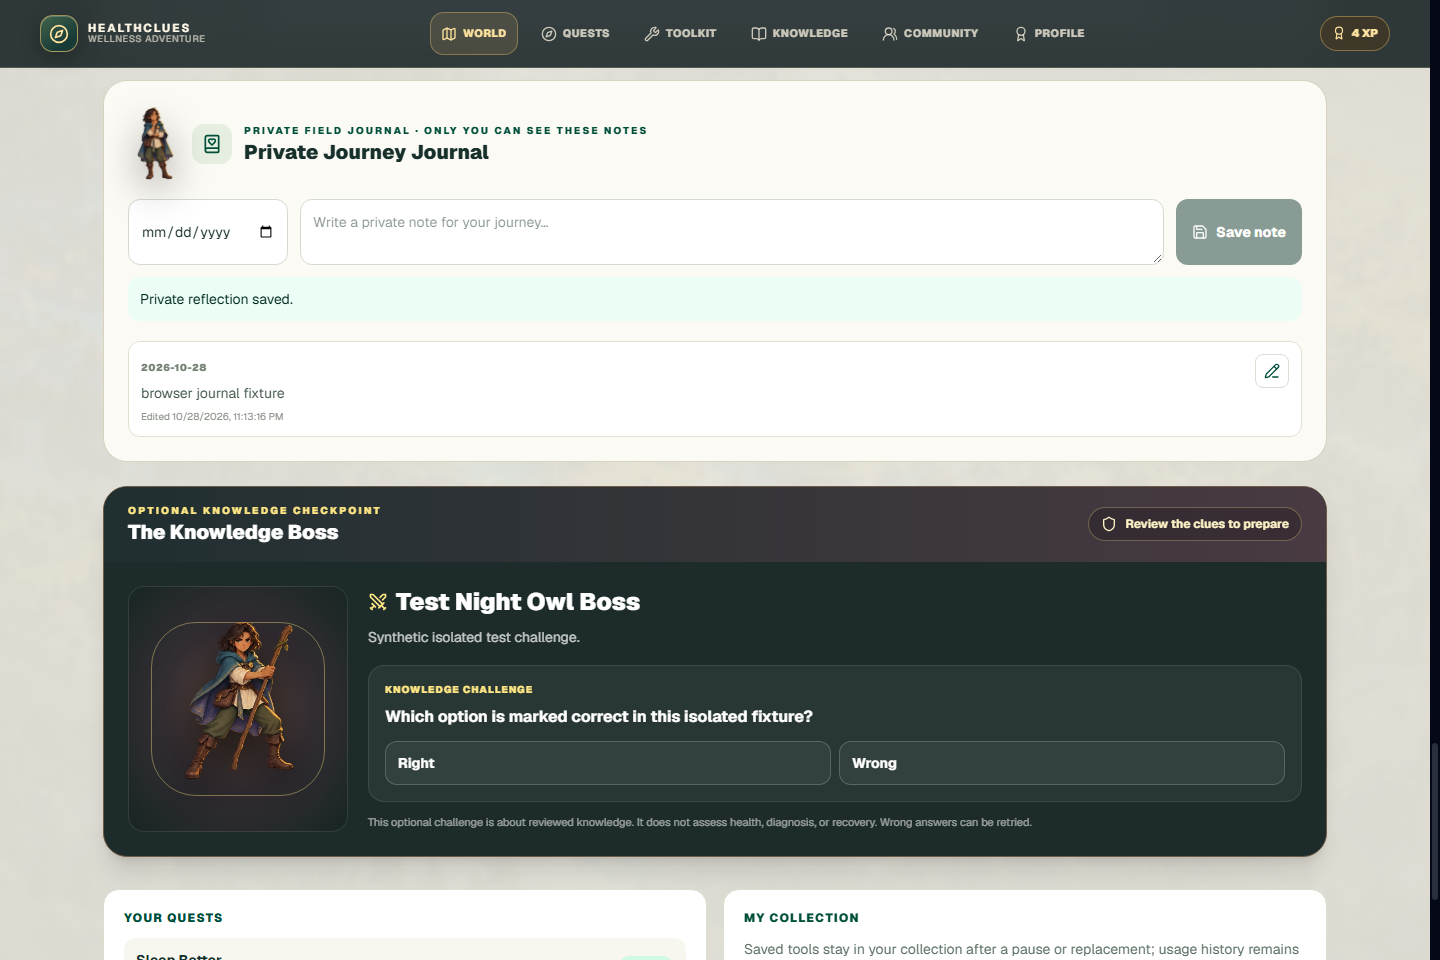 HEALTHCLUES
WELLNESS ADVENTURE
WORLD
QUESTS
TOOLKIT
KNOWLEDGE
COMMUNITY
PROFILE
4 XP
PRIVATE FIELD JOURNAL · ONLY YOU CAN SEE THESE NOTES
Private Journey Journal
mm/dd/yyyy
Write a private note for your journey...
Save note
Private reflection saved.
2026-10-28
browser journal fixture
Edited 10/28/2026, 11:13:16 PM
OPTIONAL KNOWLEDGE CHECKPOINT
The Knowledge Boss
Review the clues to prepare
Test Night Owl Boss
Synthetic isolated test challenge.
KNOWLEDGE CHALLENGE
Which option is marked correct in this isolated fixture?
Right
Wrong
This optional challenge is about reviewed knowledge. It does not assess health, diagnosis, or recovery. Wrong answers can be retried.
YOUR QUESTS
Sleep Better
MY COLLECTION
Saved tools stay in your collection after a pause or replacement; usage history remains